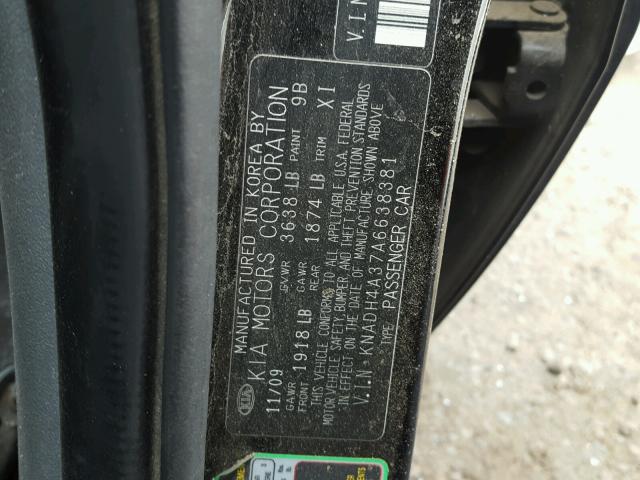 VIN
MANUFACTURED IN KOREA BY
KIA KIA MOTORS CORPORATION
11/09 GVWR 3638 LB PAINT 9B
GAWR FRONT 1918 LB GAWR REAR 1874 LB TRIM XI
THIS VEHICLE CONFORMS TO ALL APPLICABLE U.S.A. FEDERAL
MOTOR VEHICLE SAFETY, BUMPER, AND THEFT PREVENTION STANDARDS
IN EFFECT ON THE DATE OF MANUFACTURE SHOWN ABOVE
V.I.N: KNADH4A37A6638381
TYPE: PASSENGER CAR